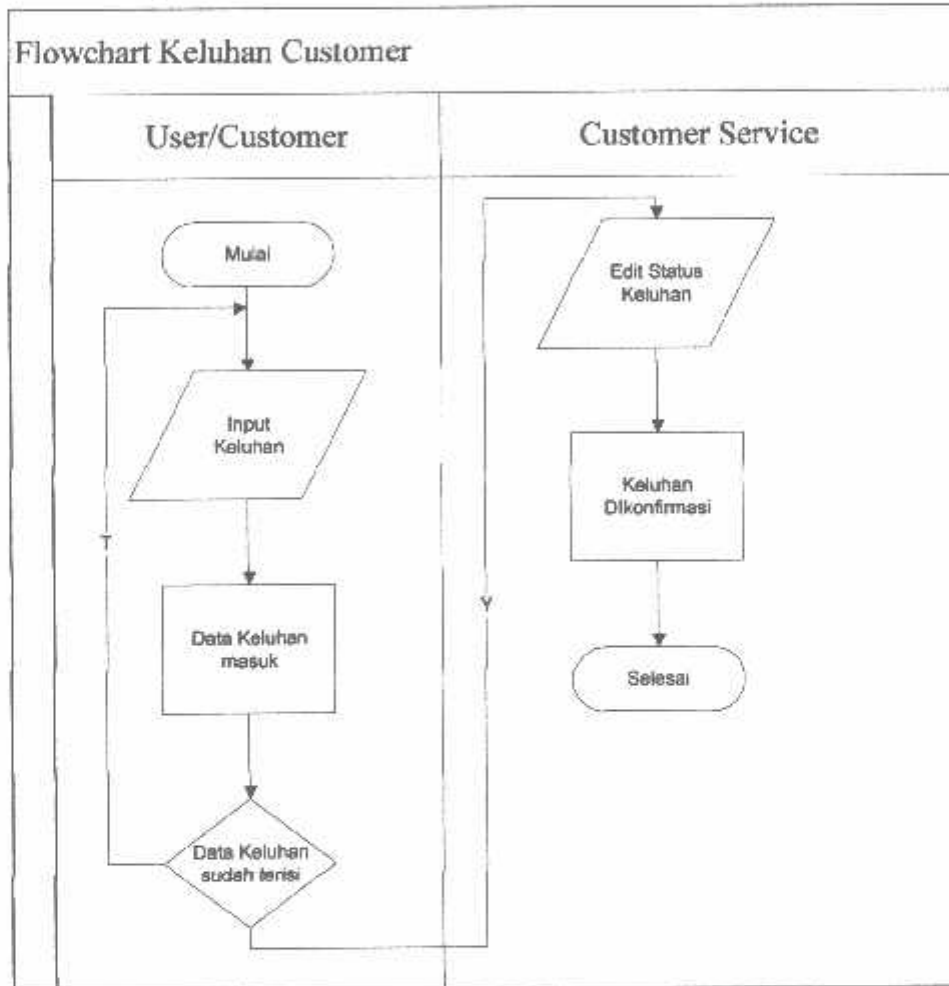 Flowchart Keluhan Customer
User/Customer
Customer Service
Mulai
Input
Keluhan
T
Data Keluhan
masuk
Data Keluhan
sudah terisi
Y
Edit Status
Keluhan
Keluhan
Dikonfirmasi
Selesai